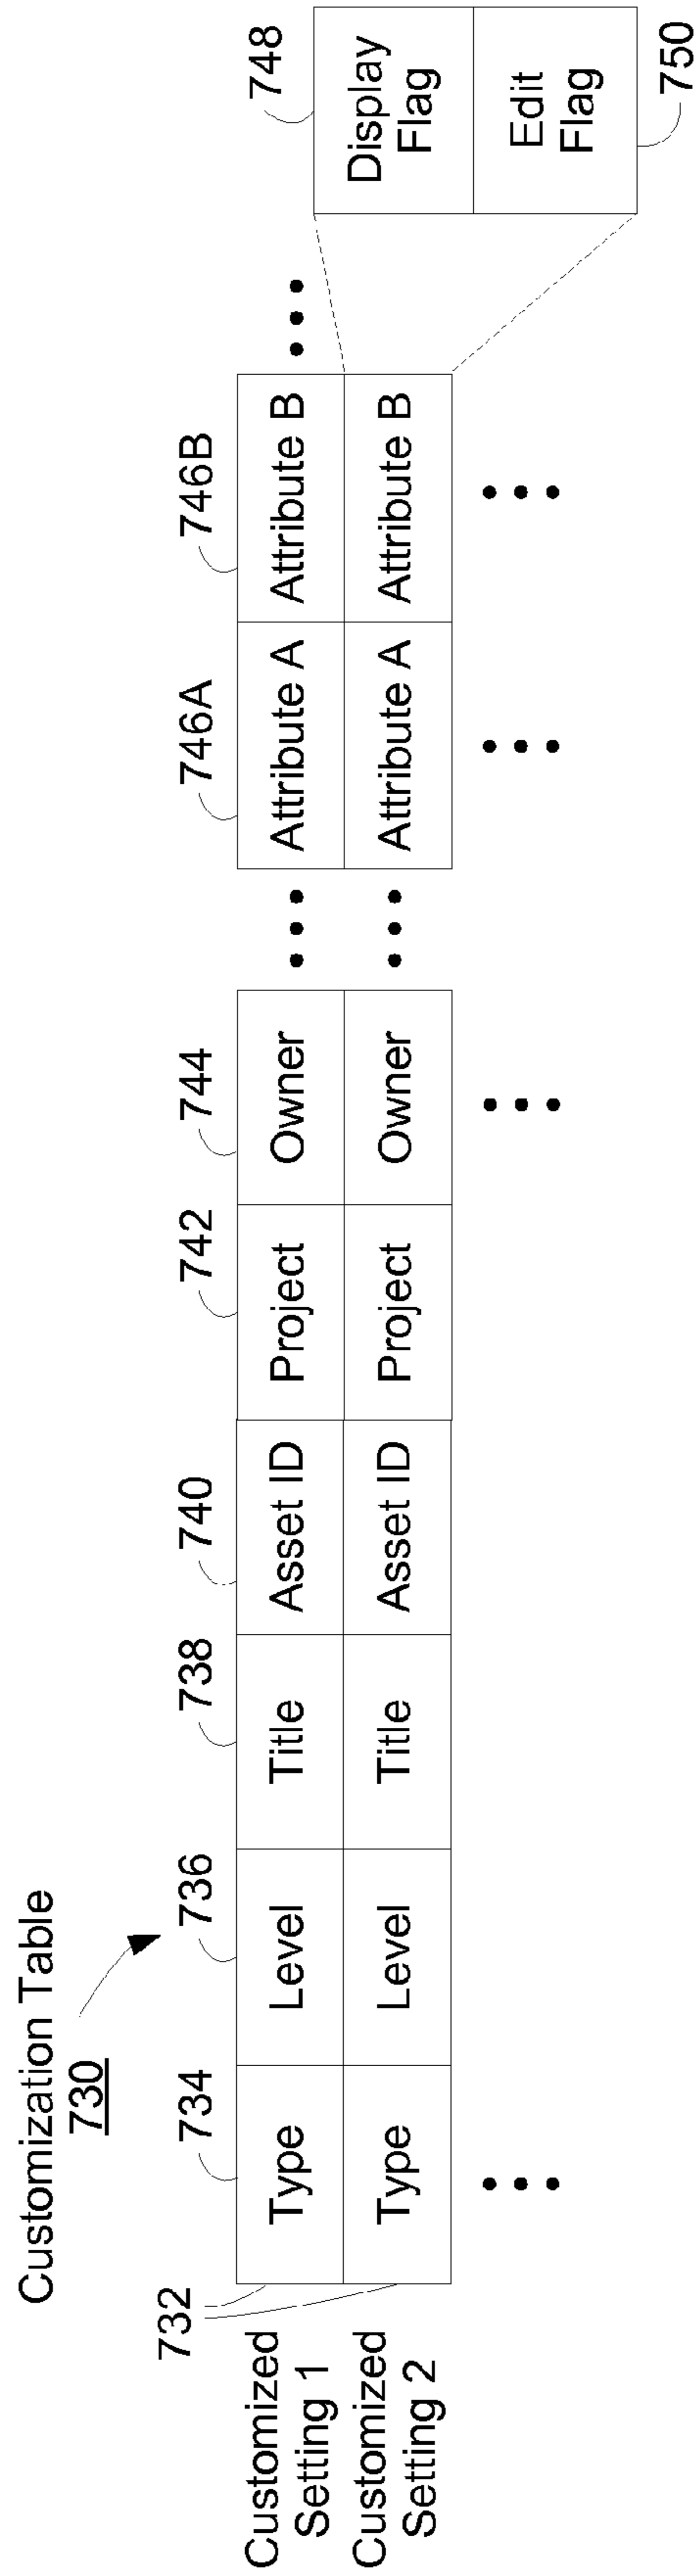 Customization Table
730
734
736
738
740
742
744
746A
746B
748
732
Customized
Setting 1
Type
Level
Title
Asset ID
Project
Owner
Attribute A
Attribute B
Customized
Setting 2
Type
Level
Title
Asset ID
Project
Owner
Attribute A
Attribute B
Display
Flag
Edit
Flag
750